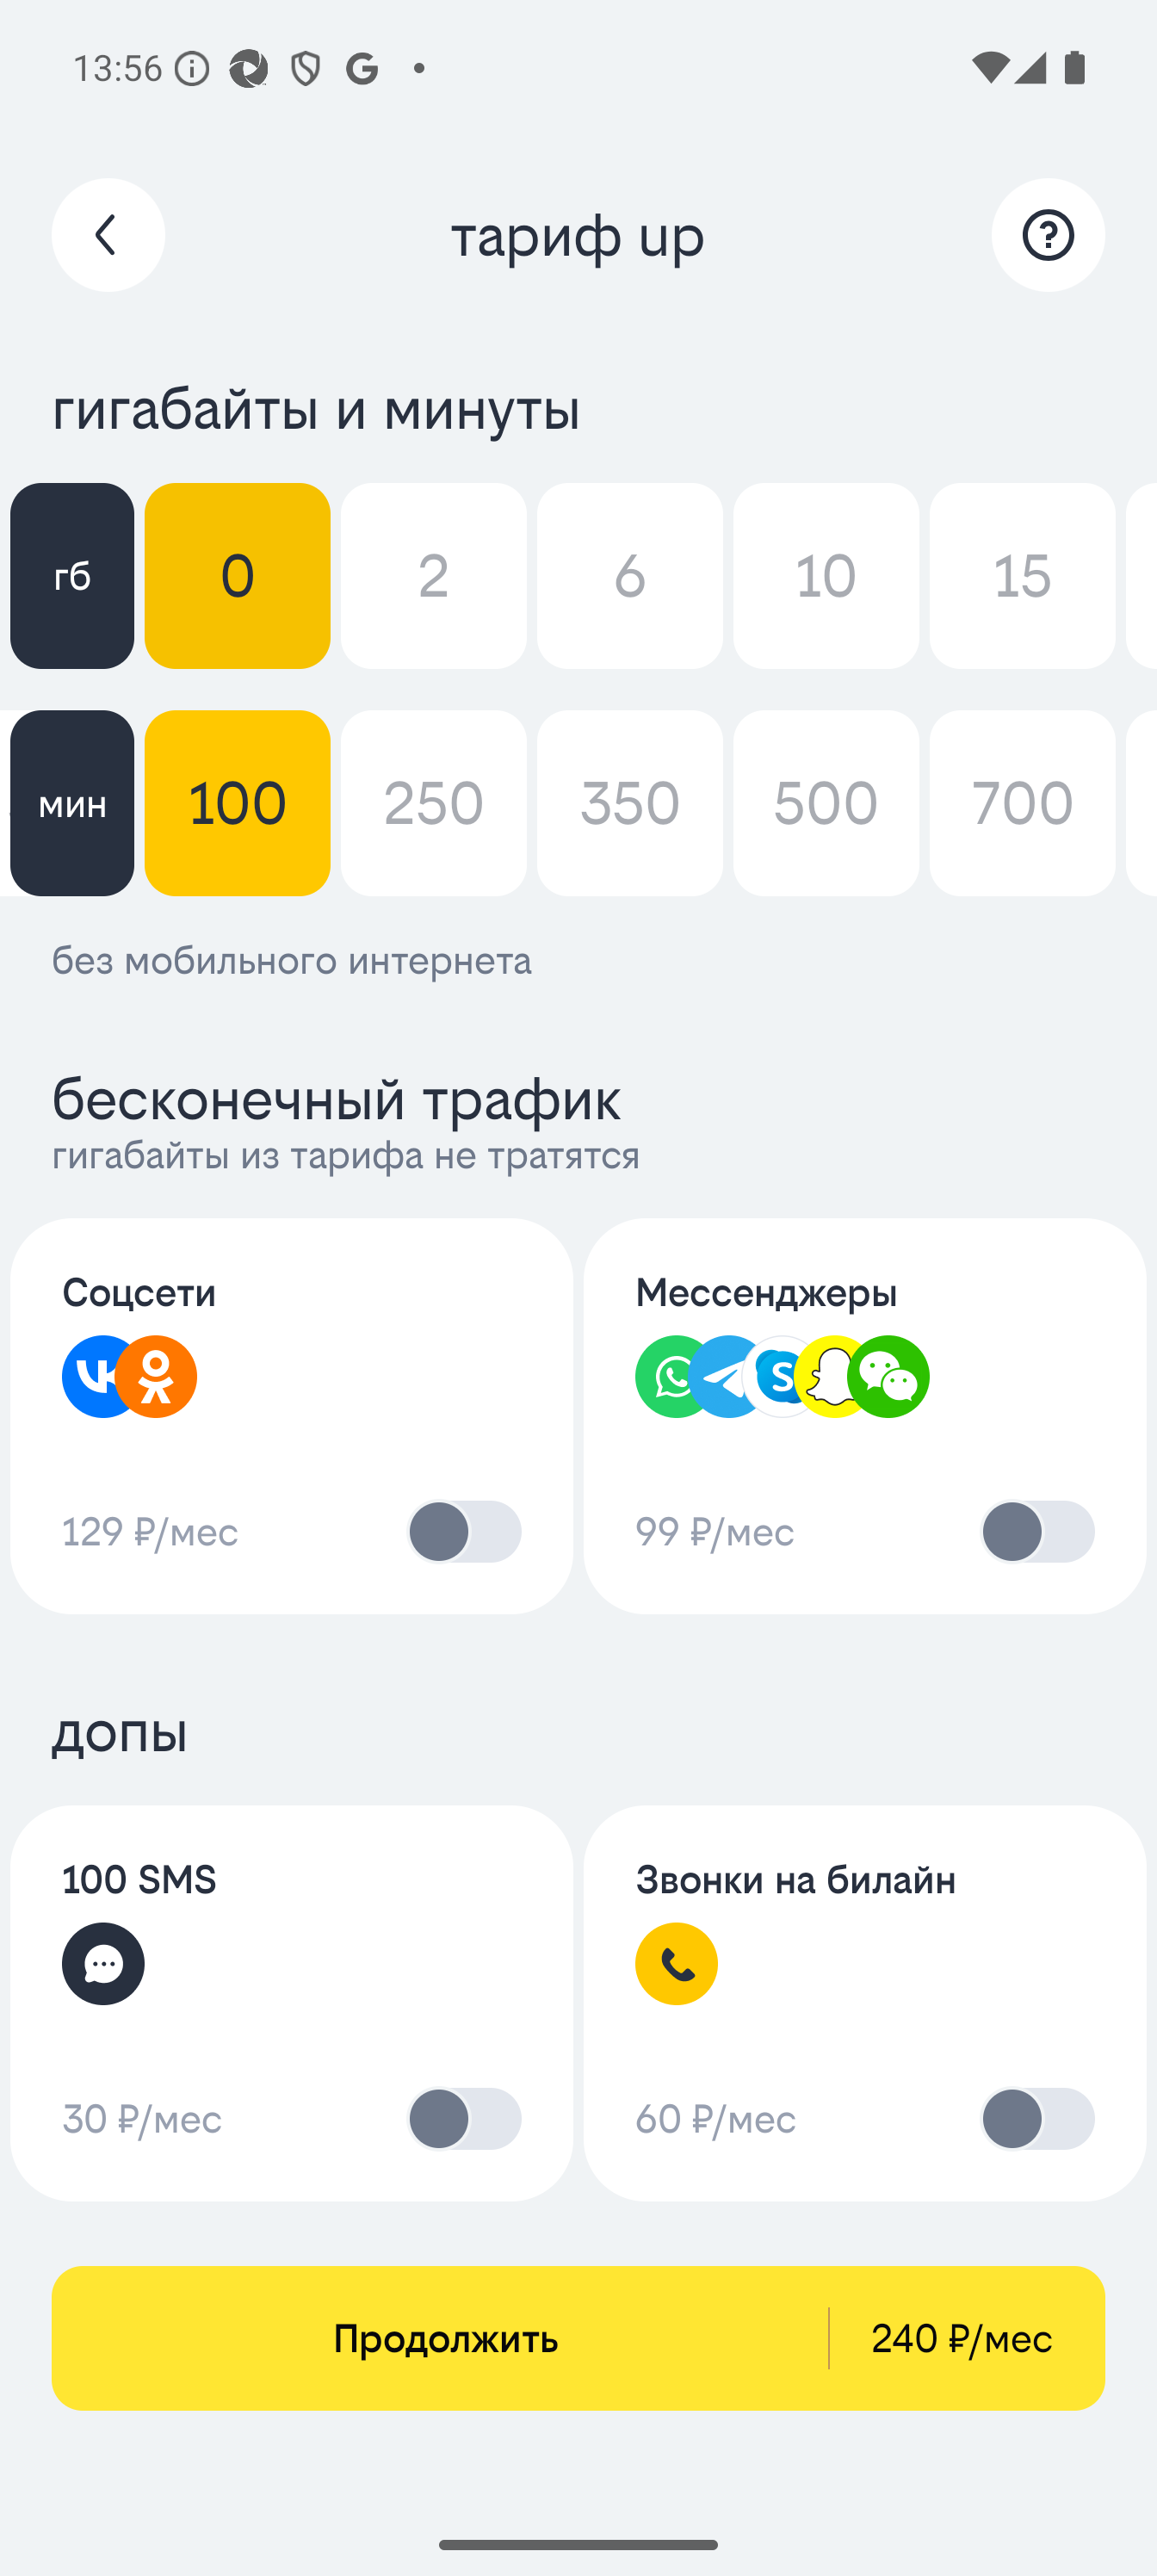 13:56
тариф up
гигабайты и минуты
гб 0 2 6 10 15
мин 100 250 350 500 700
без мобильного интернета
бесконечный трафик
гигабайты из тарифа не тратятся
Соцсети Мессенджеры
129 ₽/мес 99 ₽/мес
допы
100 SMS Звонки на билайн
30 ₽/мес 60 ₽/мес
Продолжить 240 ₽/мес